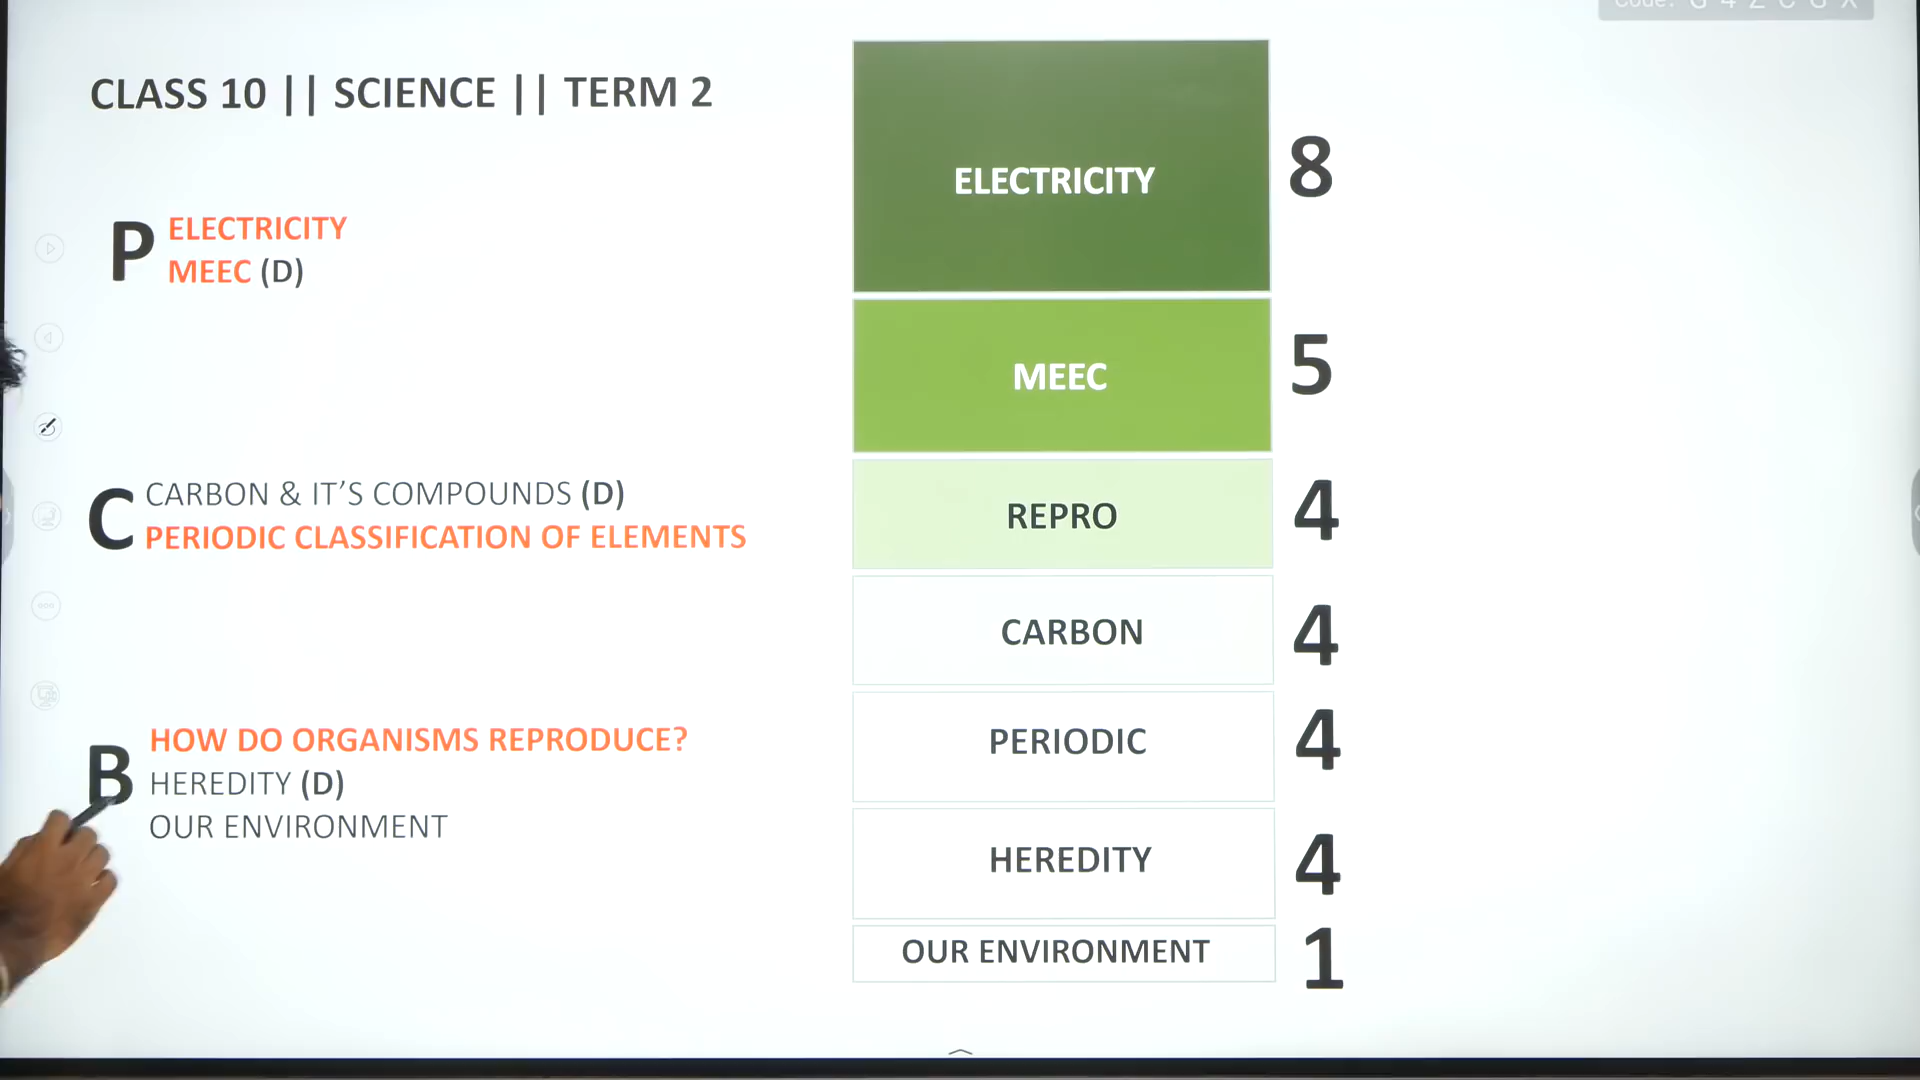 CLASS 10 || SCIENCE || TERM 2
P
ELECTRICITY
MEEC (D)
C
CARBON & IT’S COMPOUNDS (D)
PERIODIC CLASSIFICATION OF ELEMENTS
B
HOW DO ORGANISMS REPRODUCE?
HEREDITY (D)
OUR ENVIRONMENT
ELECTRICITY 8
MEEC 5
REPRO 4
CARBON 4
PERIODIC 4
HEREDITY 4
OUR ENVIRONMENT 1